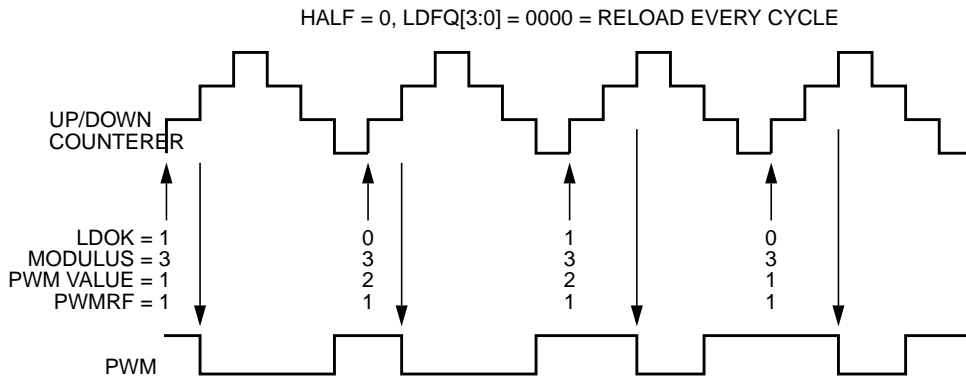 HALF = 0, LDFQ[3:0] = 0000 = RELOAD EVERY CYCLE
UP/DOWN
COUNTERER
LDOK = 1 0 1 0
MODULUS = 3 3 3 3
PWM VALUE = 1 2 2 1
PWMRF = 1 1 1 1
PWM